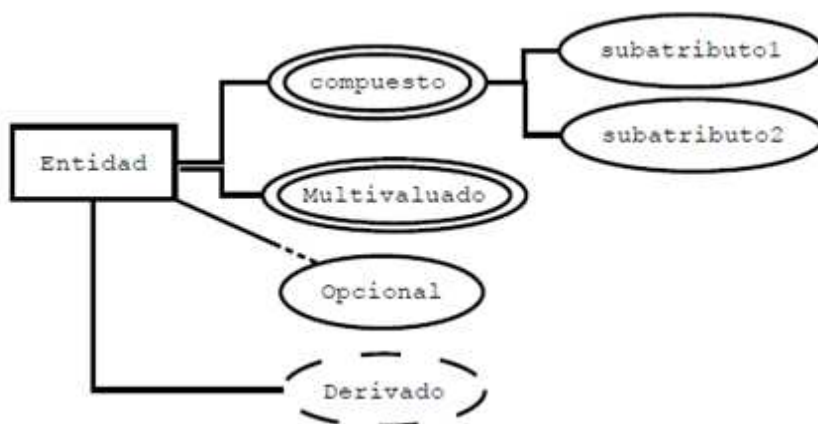 subatributo1
compuesto
subatributo2
Entidad
Multivaluado
Opcional
Derivado